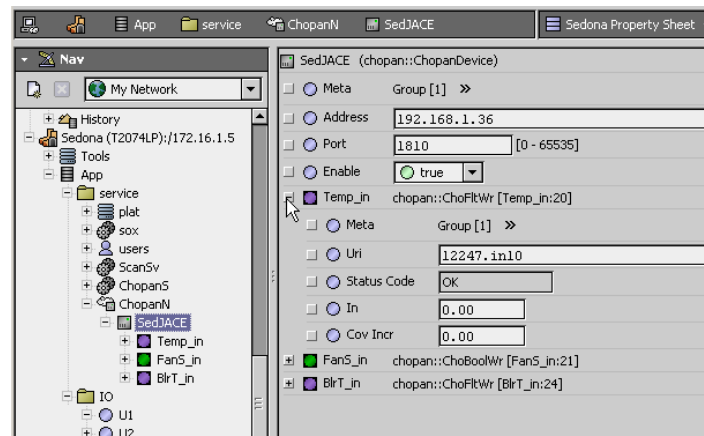 App service ChopanN SedJACE Sedona Property Sheet
Nav
My Network
History
Sedona (T2074LP):/172.16.1.5
Tools
App
service
plat
sox
users
ScanSv
ChopanS
ChopanN
SedJACE
Temp_in
FanS_in
BlrT_in
IO
U1
U2
SedJACE (chopan::ChopanDevice)
Meta Group [1] »
Address 192.168.1.36
Port 1810 [0 - 65535]
Enable true
Temp_in chopan::ChoFltWr [Temp_in:20]
Meta Group [1] »
Uri 12247.in10
Status Code OK
In 0.00
Cov Incr 0.00
FanS_in chopan::ChoBoolWr [FanS_in:21]
BlrT_in chopan::ChoFltWr [BlrT_in:24]